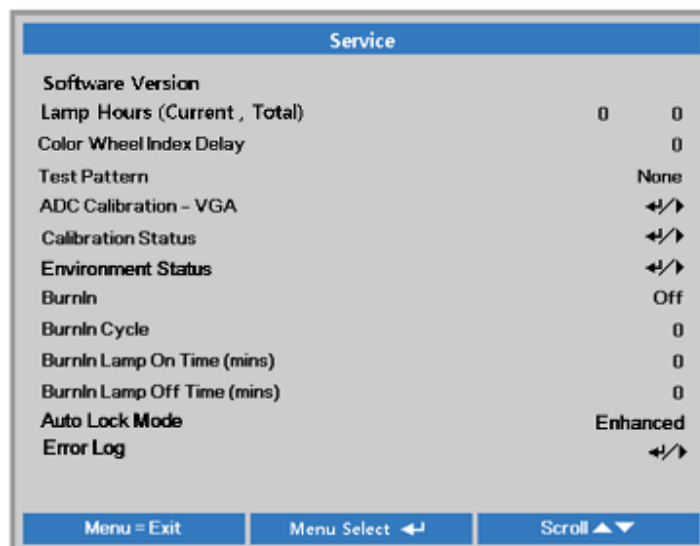 Service
Software Version
Lamp Hours (Current , Total) 0 0
Color Wheel Index Delay 0
Test Pattern None
ADC Calibration - VGA ↵/▶
Calibration Status ↵/▶
Environment Status ↵/▶
BurnIn Off
BurnIn Cycle 0
BurnIn Lamp On Time (mins) 0
BurnIn Lamp Off Time (mins) 0
Auto Lock Mode Enhanced
Error Log ↵/▶
Menu = Exit Menu Select ↵ Scroll ▲▼